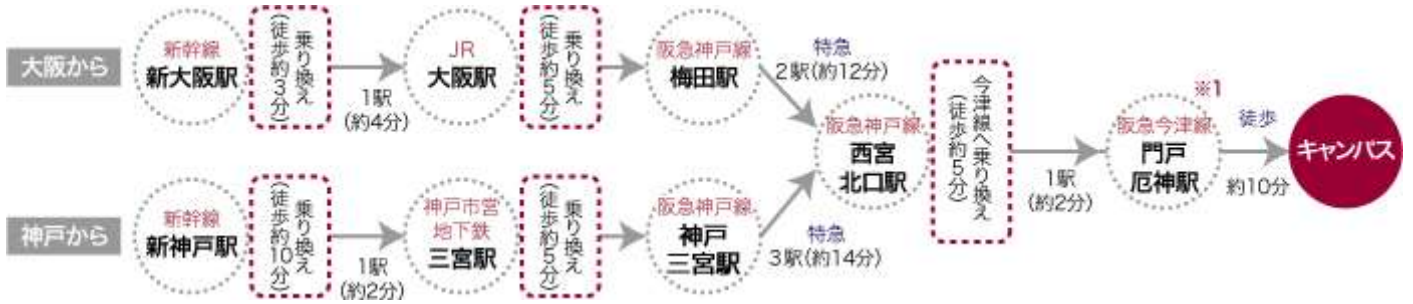 大阪から
新幹線
新大阪駅
乗り換え
(徒歩約3分)
1駅
(約4分)
JR
大阪駅
乗り換え
(徒歩約5分)
阪急神戸線
梅田駅
特急
2駅(約12分)
神戸から
新幹線
新神戸駅
乗り換え
(徒歩約10分)
1駅
(約2分)
神戸市営
地下鉄
三宮駅
乗り換え
(徒歩約5分)
阪急神戸線
神戸
三宮駅
特急
3駅(約14分)
阪急神戸線
西宮
北口駅
今津線へ乗り換え
(徒歩約5分)
1駅
(約2分)
※1
阪急今津線
門戸
厄神駅
徒歩
約10分
キャンパス